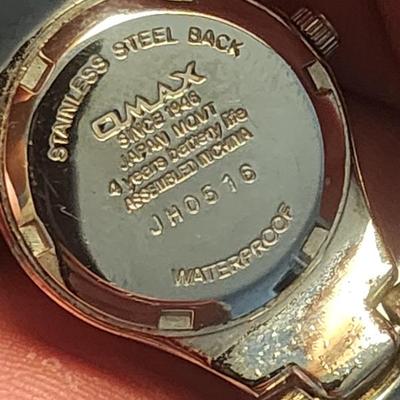 STAINLESS STEEL BACK
OMAX
SINCE 1946
JAPAN MOVT
4 years battery life
ASSEMBLED IN CHINA
JH0516
WATERPROOF